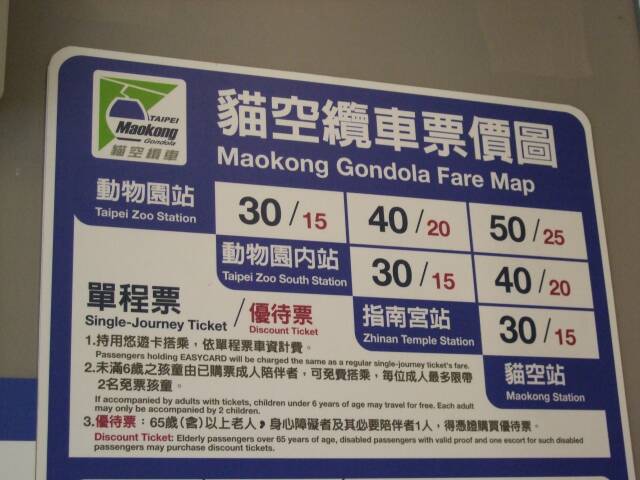 TAIPEI
Maokong
Gondola
貓空纜車
貓空纜車票價圖
Maokong Gondola Fare Map
動物園站
Taipei Zoo Station
30/15
40/20
50/25
動物園內站
Taipei Zoo South Station
30/15
40/20
單程票
Single-Journey Ticket
/優待票
Discount Ticket
指南宮站
Zhinan Temple Station
30/15
貓空站
Maokong Station
1.持用悠遊卡搭乘，依單程票車資計費。
Passengers holding EASYCARD will be charged the same as a regular single-journey ticket's fare.
2.未滿6歲之孩童由已購票成人陪伴者，可免費搭乘，每位成人最多限帶
2名免票孩童。
If accompanied by adults with tickets, children under 6 years of age may travel for free. Each adult
may only be accompanied by 2 children.
3.優待票：65歲(含)以上老人，身心障礙者及其必要陪伴者1人，得憑證購買優待票。
Discount Ticket: Elderly passengers over 65 years of age, disabled passengers with valid proof and one escort for such disabled
passengers may purchase discount tickets.